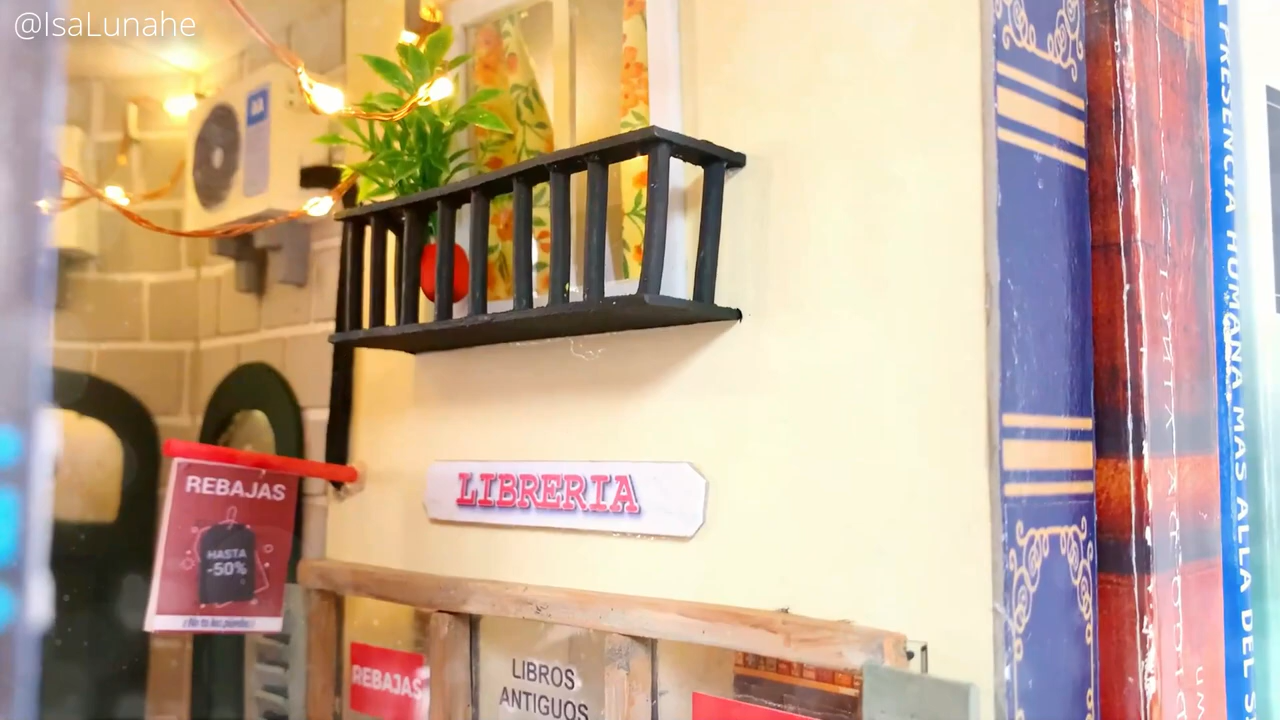 @IsaLunahe
REBAJAS
HASTA
-50%
LIBRERIA
REBAJAS
LIBROS
ANTIGUOS
PRESENCIA HUMANA MAS ALLA DEL